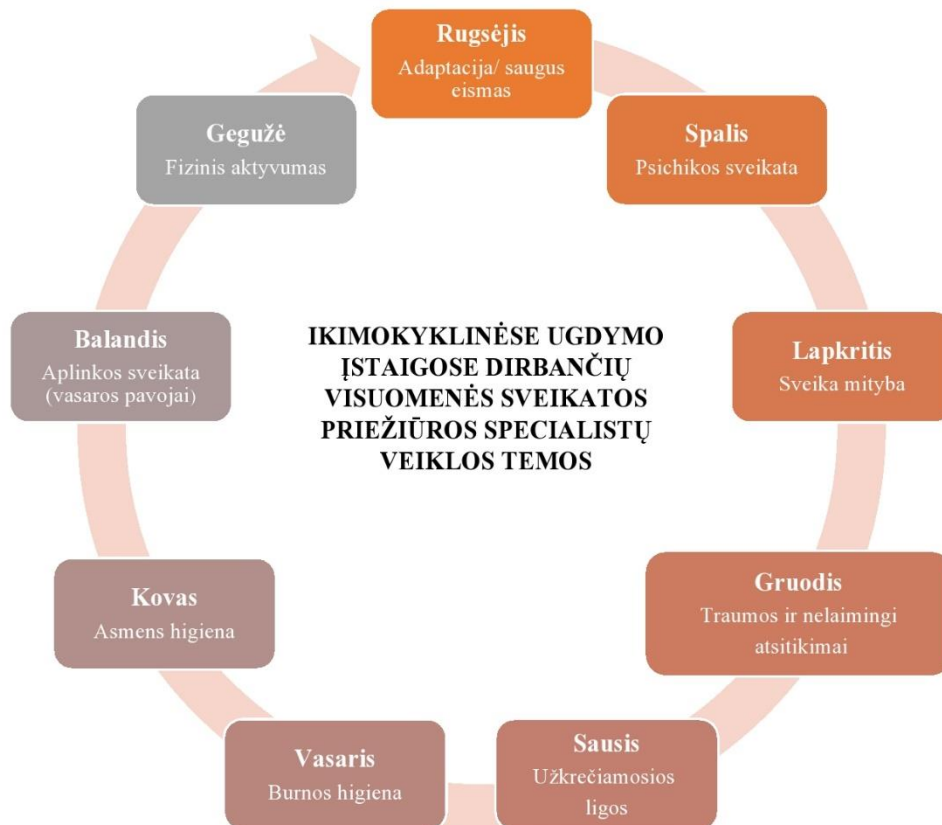 Rugsėjis
Adaptacija/ saugus
eismas
Spalis
Psichikos sveikata
Lapkritis
Sveika mityba
Gruodis
Traumos ir nelaimingi
atsitikimai
Sausis
Užkrečiamosios
ligos
Vasaris
Burnos higiena
Kovas
Asmens higiena
Balandis
Aplinkos sveikata
(vasaros pavojai)
Gegužė
Fizinis aktyvumas
IKIMOKYKLINĖSE UGDYMO
ĮSTAIGOSE DIRBANČIŲ
VISUOMENĖS SVEIKATOS
PRIEŽIŪROS SPECIALISTŲ
VEIKLOS TEMOS